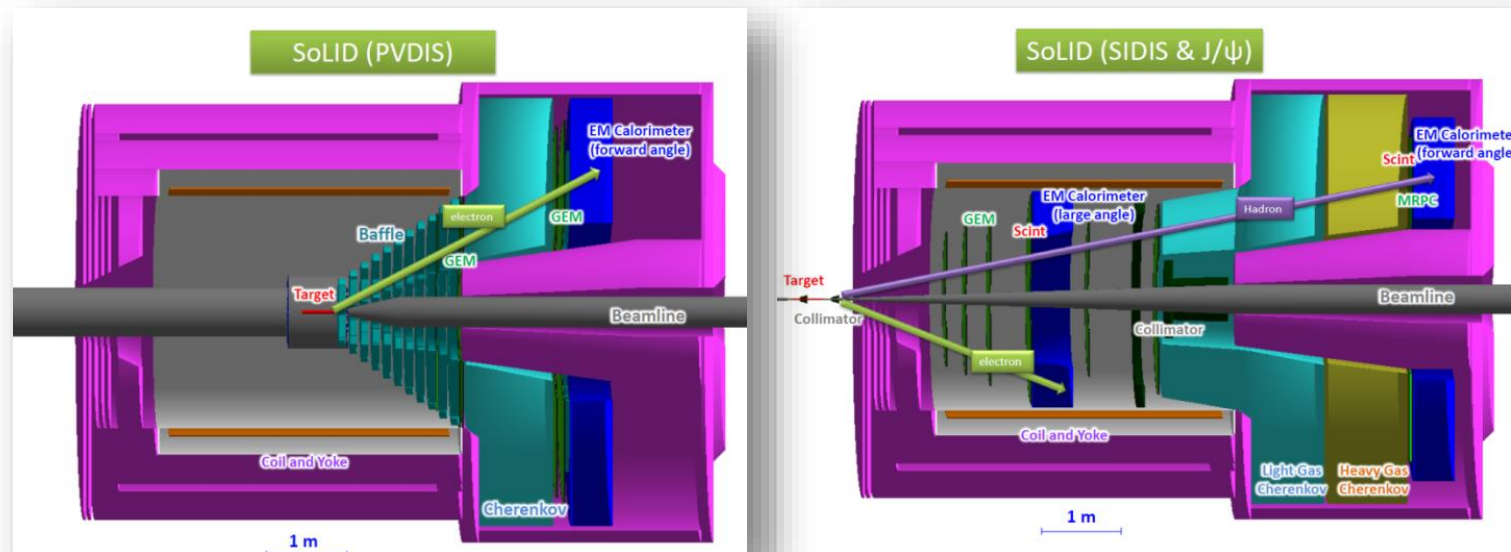 SoLID (PVDIS)
EM Calorimeter
(forward angle)
electron
GEM
Baffle
GEM
Target
Beamline
Coil and Yoke
Cherenkov
1 m
SoLID (SIDIS & J/ψ)
EM Calorimeter
(forward angle)
Scint
EM Calorimeter
(large angle)
MRPC
Hadron
GEM
Scint
Target
Beamline
Collimator
Collimator
electron
Coil and Yoke
Light Gas
Cherenkov
Heavy Gas
Cherenkov
1 m